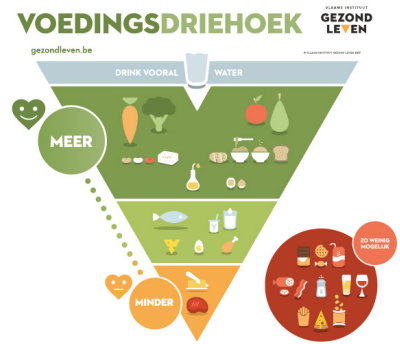 VOEDINGSDRIEHOEK
VLAAMS INSTITUUT
GEZOND
LEVEN
gezondleven.be
DRINK VOORAL WATER
MEER
ZO WEINIG
MOGELIJK
MINDER